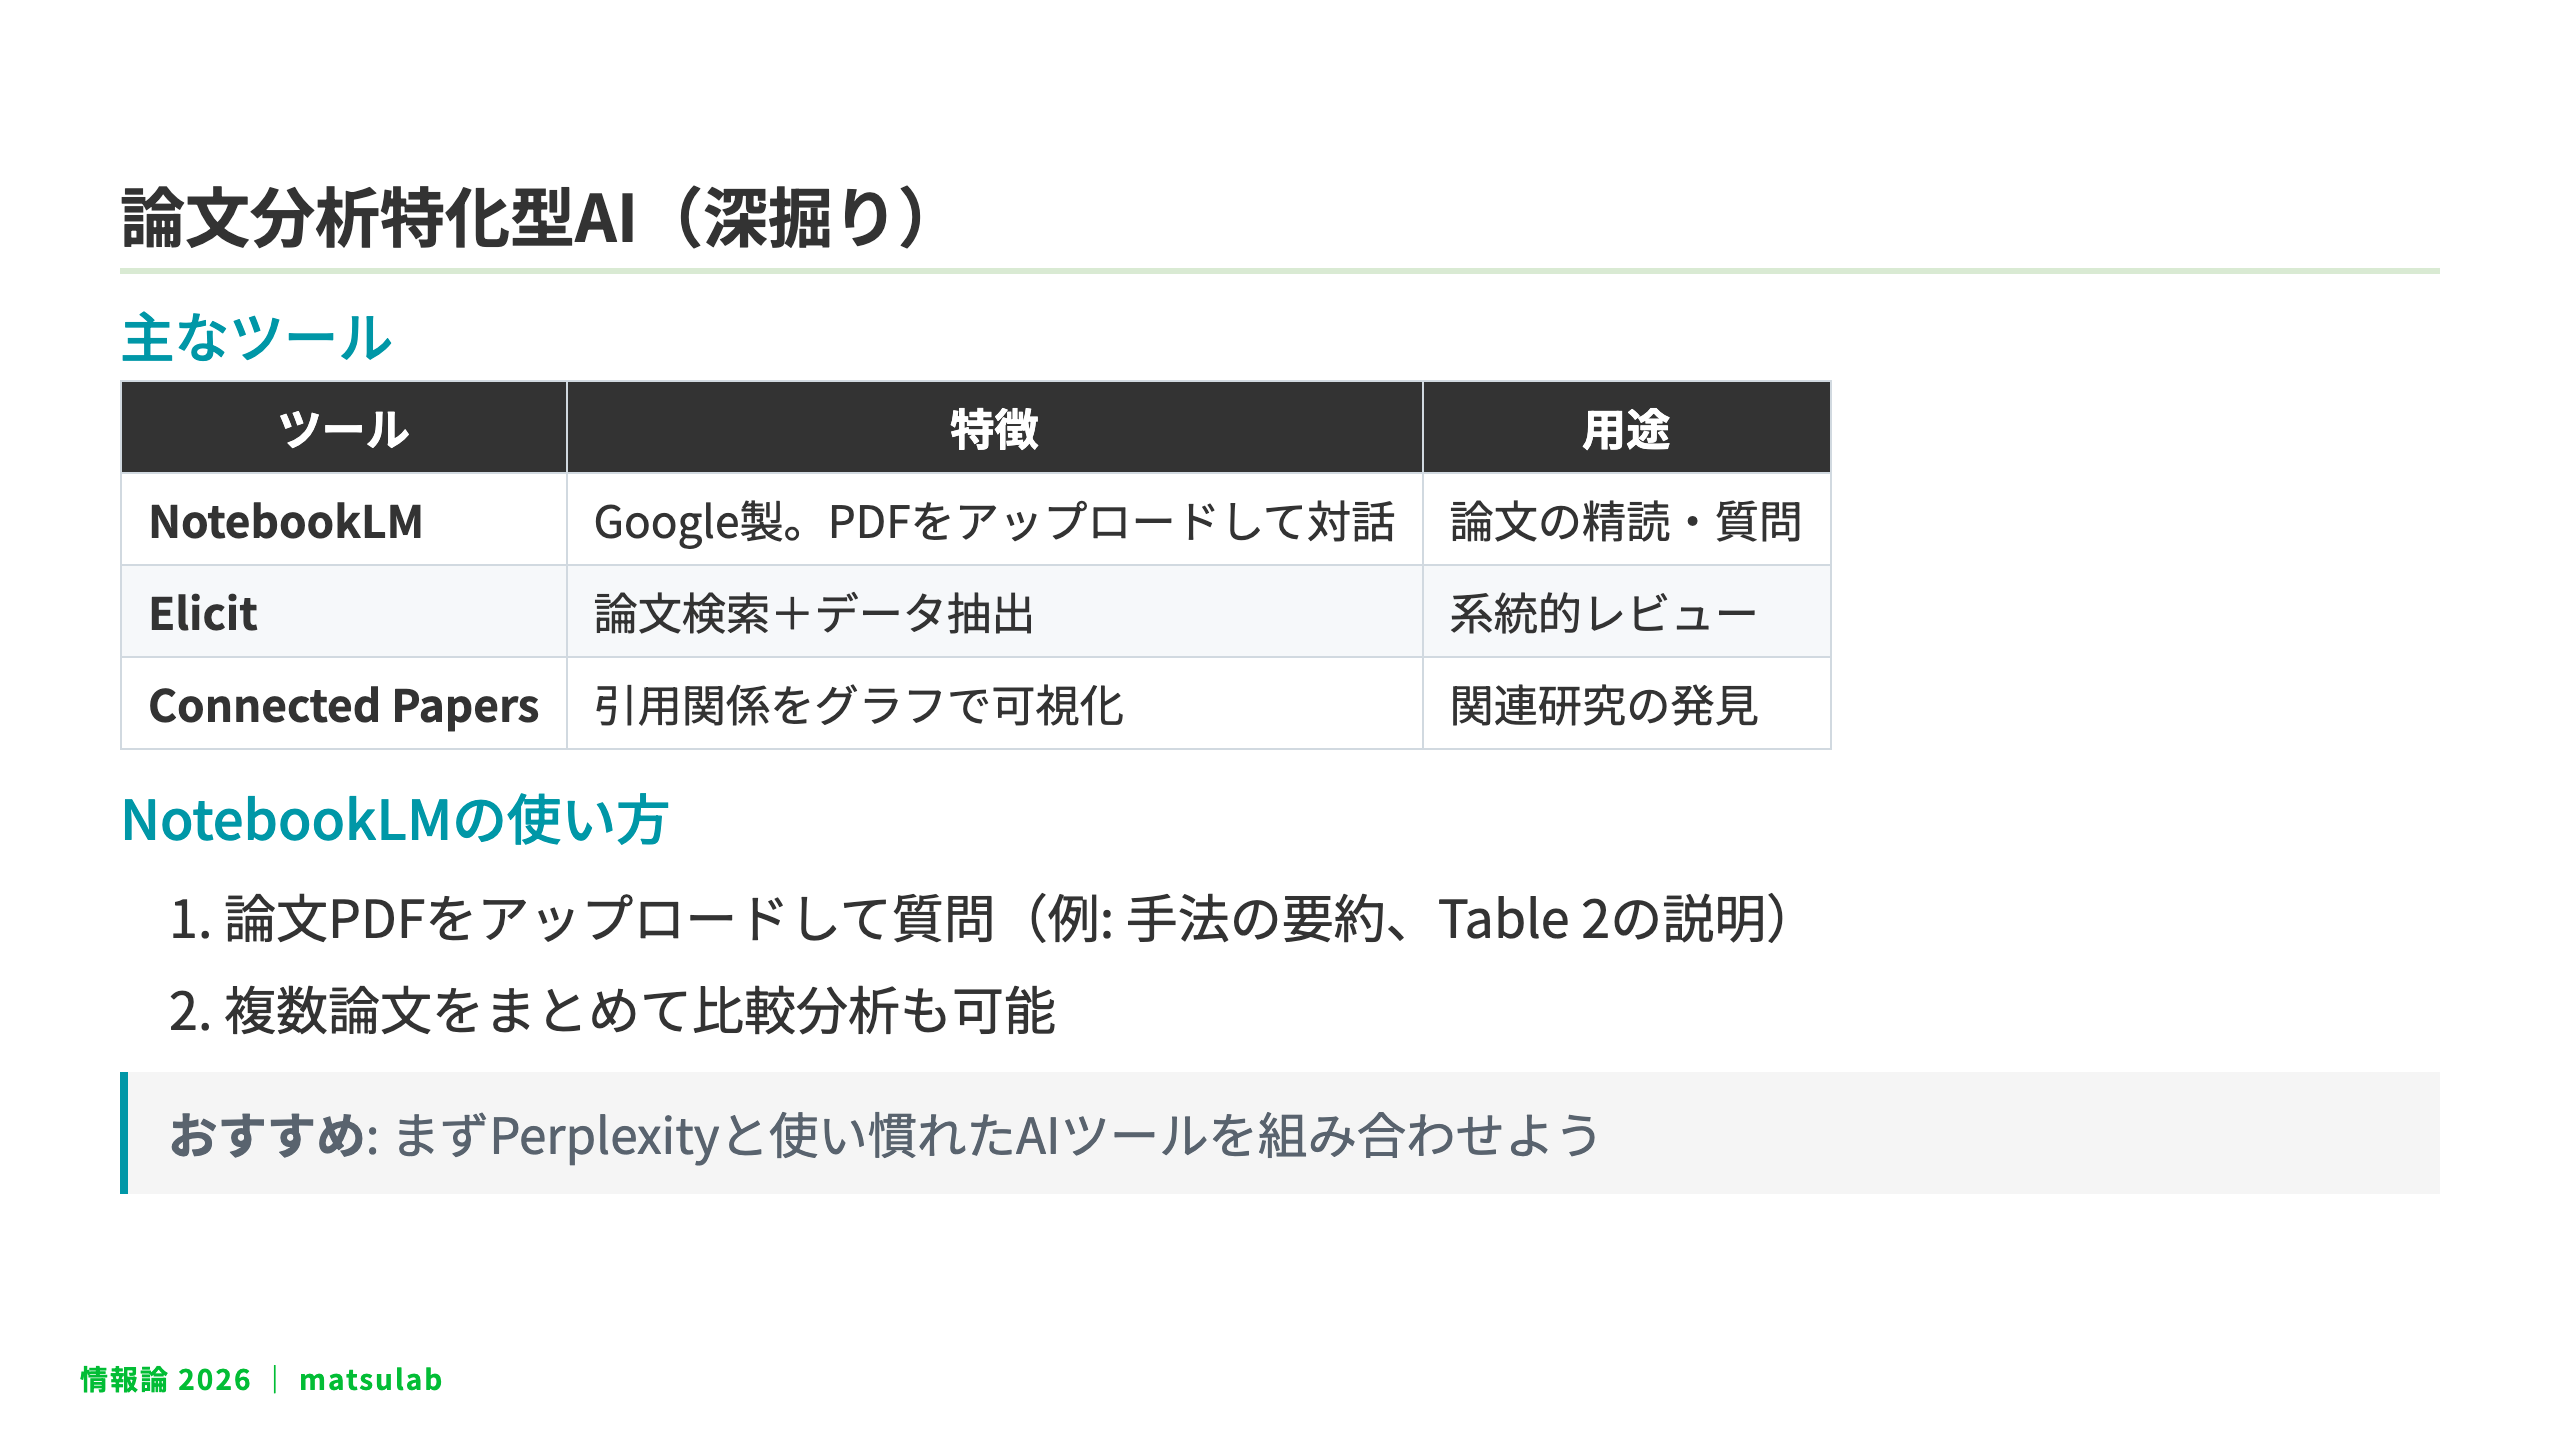 論文分析特化型AI（深掘り）
主なツール
ツール 特徴 用途
NotebookLM Google製。PDFをアップロードして対話 論文の精読・質問
Elicit 論文検索＋データ抽出 系統的レビュー
Connected Papers 引用関係をグラフで可視化 関連研究の発見
NotebookLMの使い方
1. 論文PDFをアップロードして質問（例: 手法の要約、Table 2の説明）
2. 複数論文をまとめて比較分析も可能
おすすめ: まずPerplexityと使い慣れたAIツールを組み合わせよう
情報論 2026 ｜ matsulab